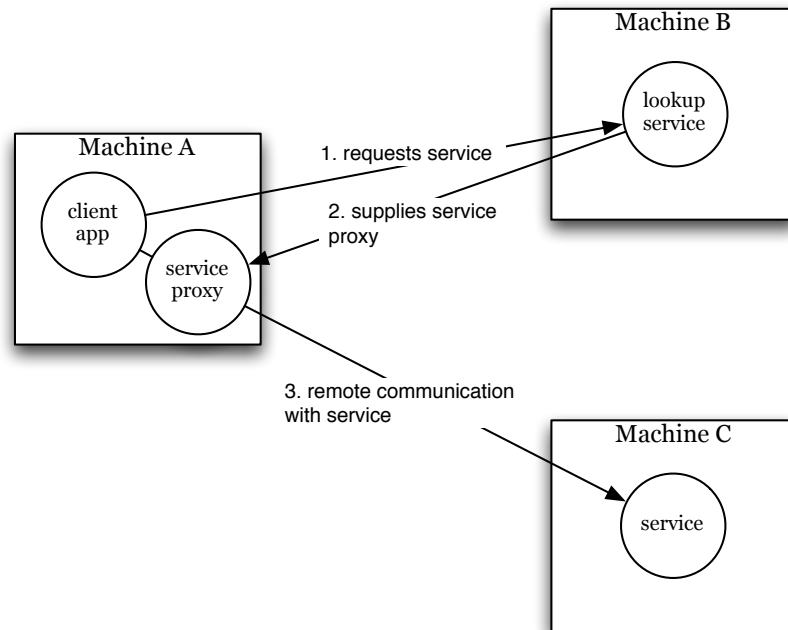 Machine B
lookup
service
Machine A
1. requests service
client
app
2. supplies service
proxy
service
proxy
3. remote communication
with service
Machine C
service